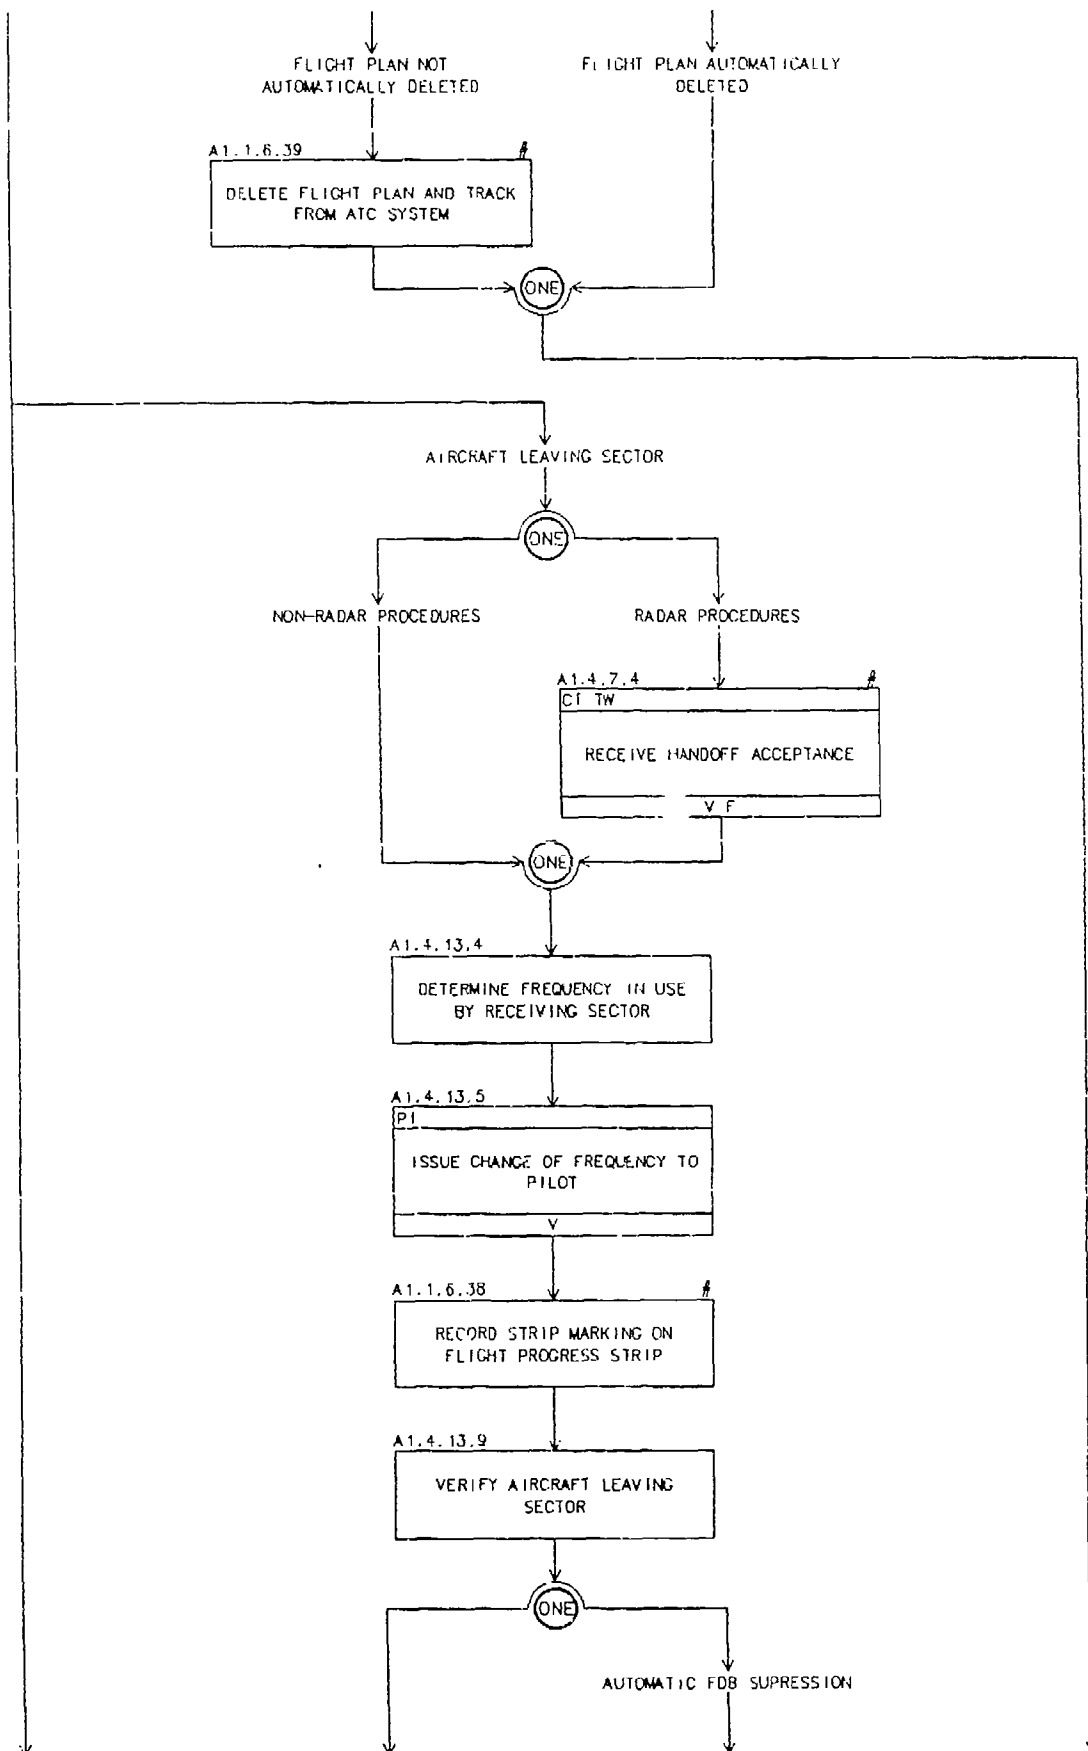 FLIGHT PLAN NOT
AUTOMATICALLY DELETED
FLIGHT PLAN AUTOMATICALLY
DELETED
A1.1.6.39
DELETE FLIGHT PLAN AND TRACK
FROM ATC SYSTEM
ONE
AIRCRAFT LEAVING SECTOR
ONE
NON-RADAR PROCEDURES
RADAR PROCEDURES
A1.4.7.4
TW
RECEIVE HANDOFF ACCEPTANCE
V F
ONE
A1.4.13.4
DETERMINE FREQUENCY IN USE
BY RECEIVING SECTOR
A1.4.13.5
PI
ISSUE CHANGE OF FREQUENCY TO
PILOT
V
A1.1.6.38
RECORD STRIP MARKING ON
FLIGHT PROGRESS STRIP
A1.4.13.9
VERIFY AIRCRAFT LEAVING
SECTOR
ONE
AUTOMATIC FDB SUPRESSION